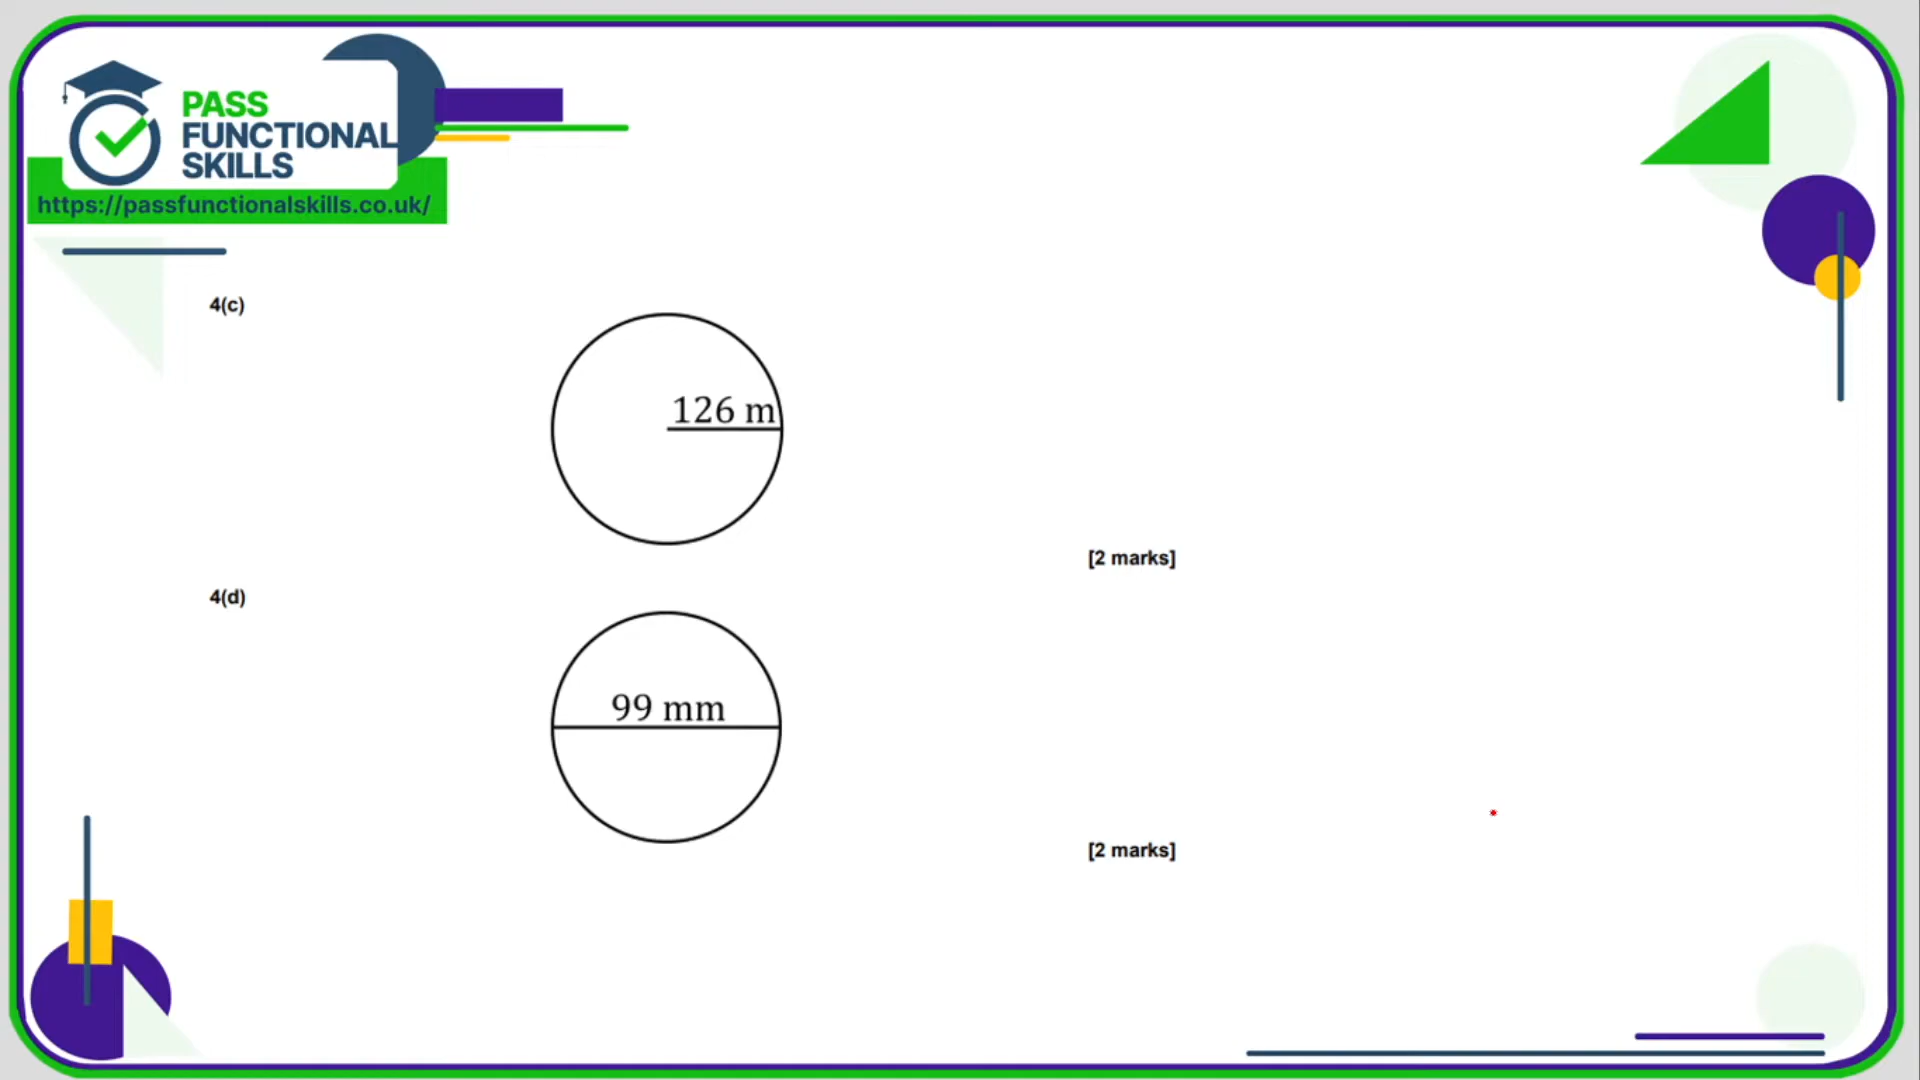 PASS
FUNCTIONAL
SKILLS
https://passfunctionalskills.co.uk/
4(c)
126 m
[2 marks]
4(d)
99 mm
[2 marks]